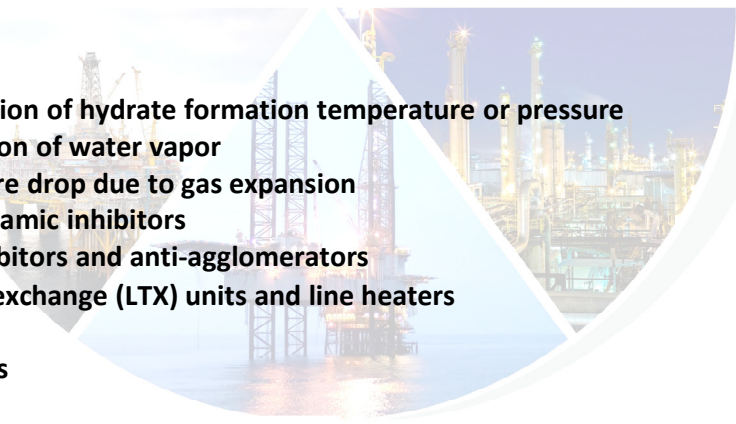 ion of hydrate formation temperature or pressure
on of water vapor
re drop due to gas expansion
amic inhibitors
bitors and anti-agglomerators
exchange (LTX) units and line heaters
s